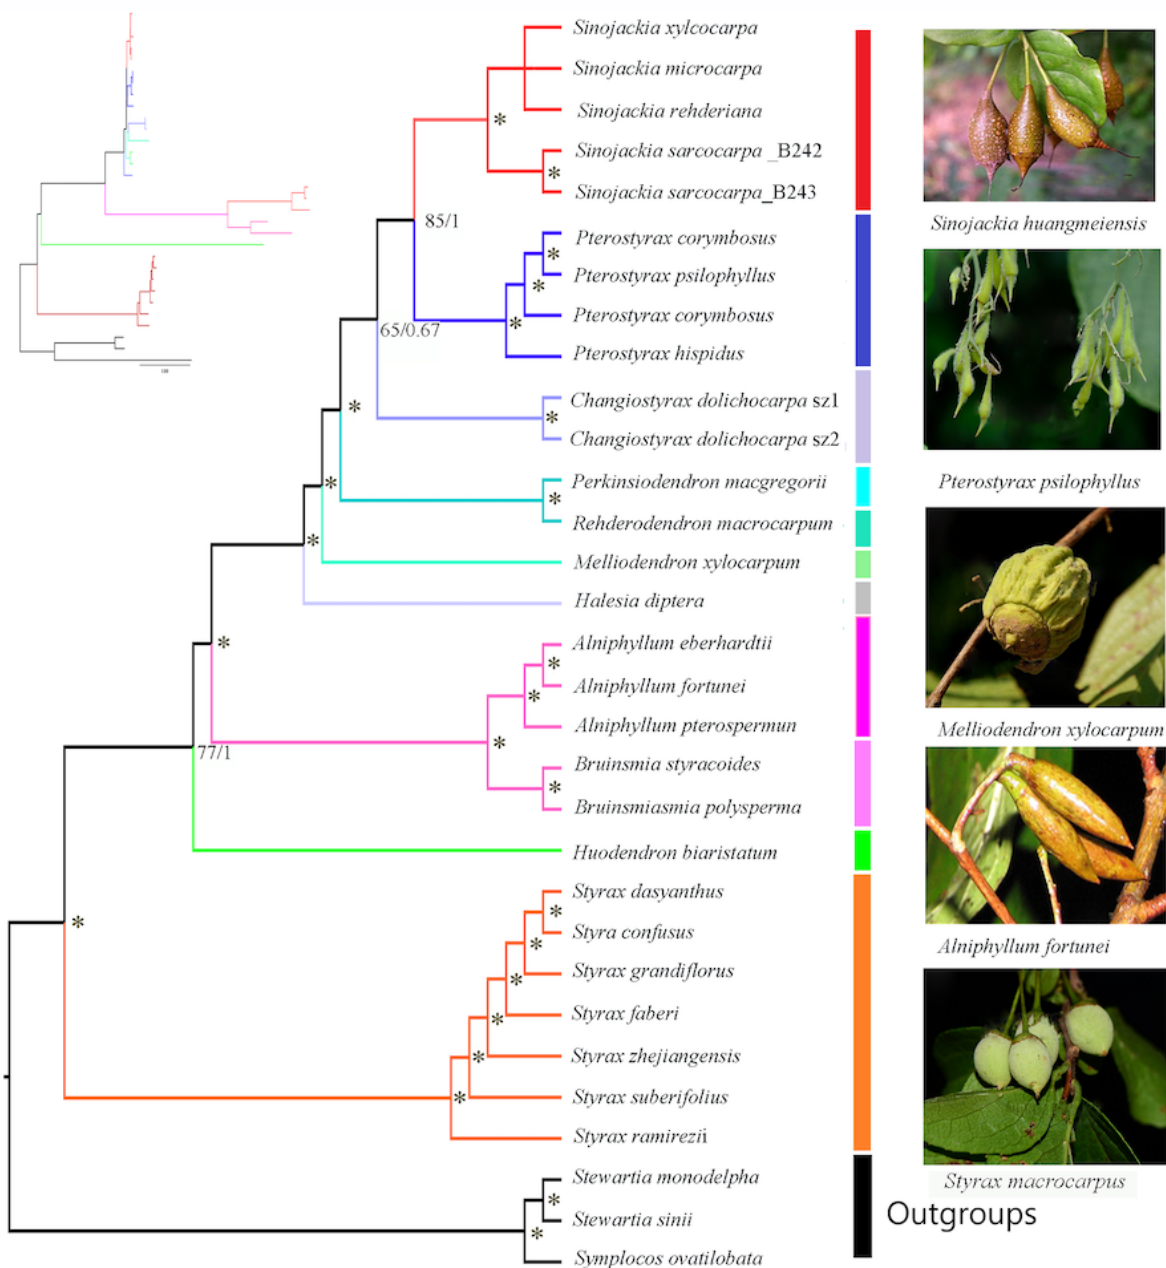 Sinojackia xylcocarpa
Sinojackia microcarpa
Sinojackia rehderiana
Sinojackia sarcocarpa _B242
Sinojackia sarcocarpa_B243
85/1
Pterostyrax corymbosus
Pterostyrax psilophyllus
Pterostyrax corymbosus
Pterostyrax hispidus
65/0.67
Changiostyrax dolichocarpa sz1
Changiostyrax dolichocarpa sz2
Perkinsiodendron macgregorii
Rehderodendron macrocarpum
Melliodendron xylocarpum
Halesia diptera
Alniphyllum eberhardtii
Alniphyllum fortunei
Alniphyllum pterospermun
77/1
Bruinsmia styracoides
Bruinsmiasmia polysperma
Huodendron biaristatum
Styrax dasyanthus
Styra confusus
Styrax grandiflorus
Styrax faberi
Styrax zhejiangensis
Styrax suberifolius
Styrax ramirezii
Stewartia monodelpha
Stewartia sinii
Symplocos ovatilobata
Outgroups
Sinojackia huangmeiensis
Pterostyrax psilophyllus
Melliodendron xylocarpum
Alniphyllum fortunei
Styrax macrocarpus